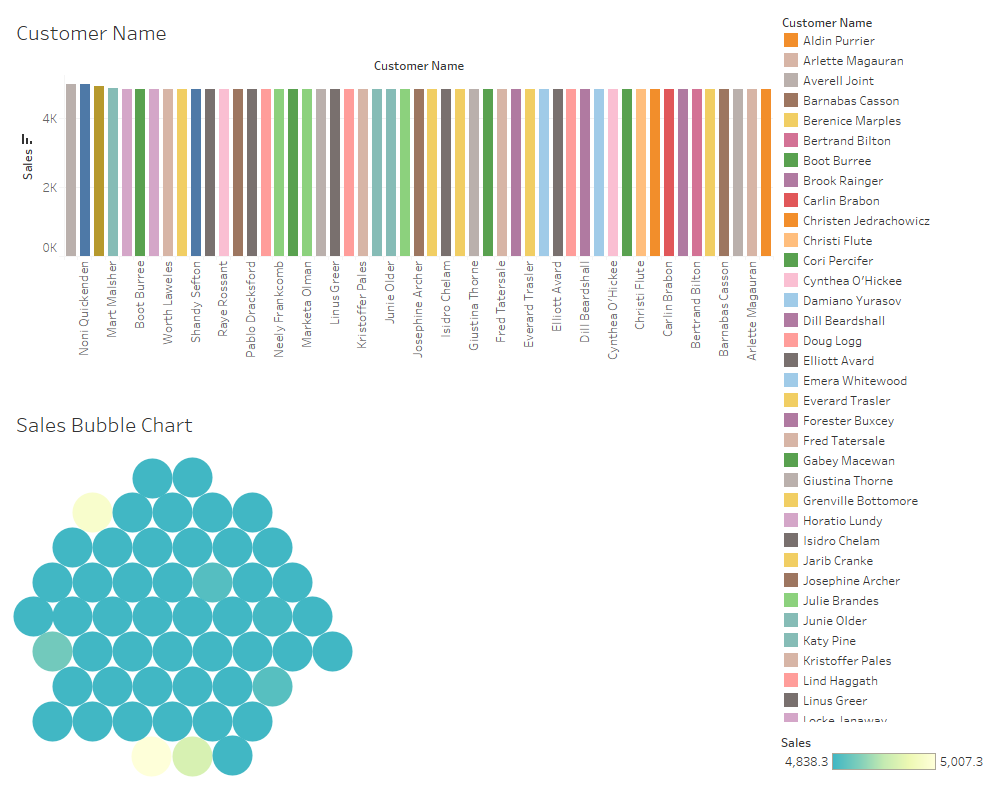 Customer Name
Customer Name
Sales
4K
2K
0K
Noni Quickenden
Mart Malsher
Boot Burree
Worth Laweles
Shandy Sefton
Raye Rossant
Pablo Dracksford
Neely Frankcomb
Marketa Olman
Linus Greer
Kristoffer Pales
Junie Older
Josephine Archer
Isidro Chelam
Giustina Thorne
Fred Tatersale
Everard Trasler
Elliott Avard
Dill Beardshall
Cynthea O'Hickee
Christi Flute
Carlin Brabon
Bertrand Bilton
Barnabas Casson
Arlette Magauran
Sales Bubble Chart
Customer Name
Aldin Purrier
Arlette Magauran
Averell Joint
Barnabas Casson
Berenice Marples
Bertrand Bilton
Boot Burree
Brook Rainger
Carlin Brabon
Christen Jedrachowicz
Christi Flute
Cori Percifer
Cynthea O'Hickee
Damiano Yurasov
Dill Beardshall
Doug Logg
Elliott Avard
Emera Whitewood
Everard Trasler
Forester Buxcey
Fred Tatersale
Gabey Macewan
Giustina Thorne
Grenville Bottomore
Horatio Lundy
Isidro Chelam
Jarib Cranke
Josephine Archer
Julie Brandes
Junie Older
Katy Pine
Kristoffer Pales
Lind Haggath
Linus Greer
Locke Janaway
Sales
4,838.3 5,007.3